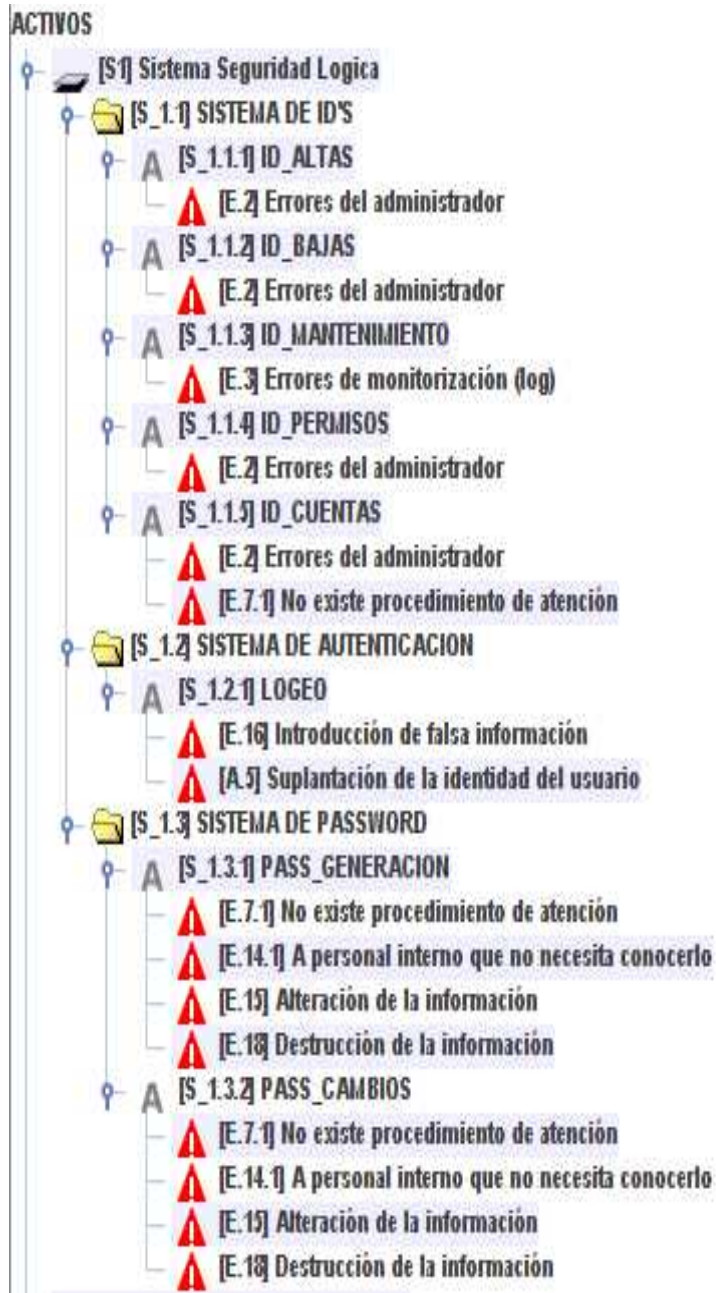 ACTIVOS
[S1] Sistema Seguridad Logica
[S_1.1] SISTEMA DE ID'S
[S_1.1.1] ID_ALTAS
[E.2] Errores del administrador
[S_1.1.2] ID_BAJAS
[E.2] Errores del administrador
[S_1.1.3] ID_MANTENIMIENTO
[E.3] Errores de monitorización (log)
[S_1.1.4] ID_PERMISOS
[E.2] Errores del administrador
[S_1.1.5] ID_CUENTAS
[E.2] Errores del administrador
[E.7.1] No existe procedimiento de atención
[S_1.2] SISTEMA DE AUTENTICACION
[S_1.2.1] LOGEO
[E.16] Introducción de falsa información
[A.5] Suplantación de la identidad del usuario
[S_1.3] SISTEMA DE PASSWORD
[S_1.3.1] PASS_GENERACION
[E.7.1] No existe procedimiento de atención
[E.14.1] A personal interno que no necesita conocerlo
[E.15] Alteración de la información
[E.18] Destrucción de la información
[S_1.3.2] PASS_CAMBIOS
[E.7.1] No existe procedimiento de atención
[E.14.1] A personal interno que no necesita conocerlo
[E.15] Alteración de la información
[E.18] Destrucción de la información